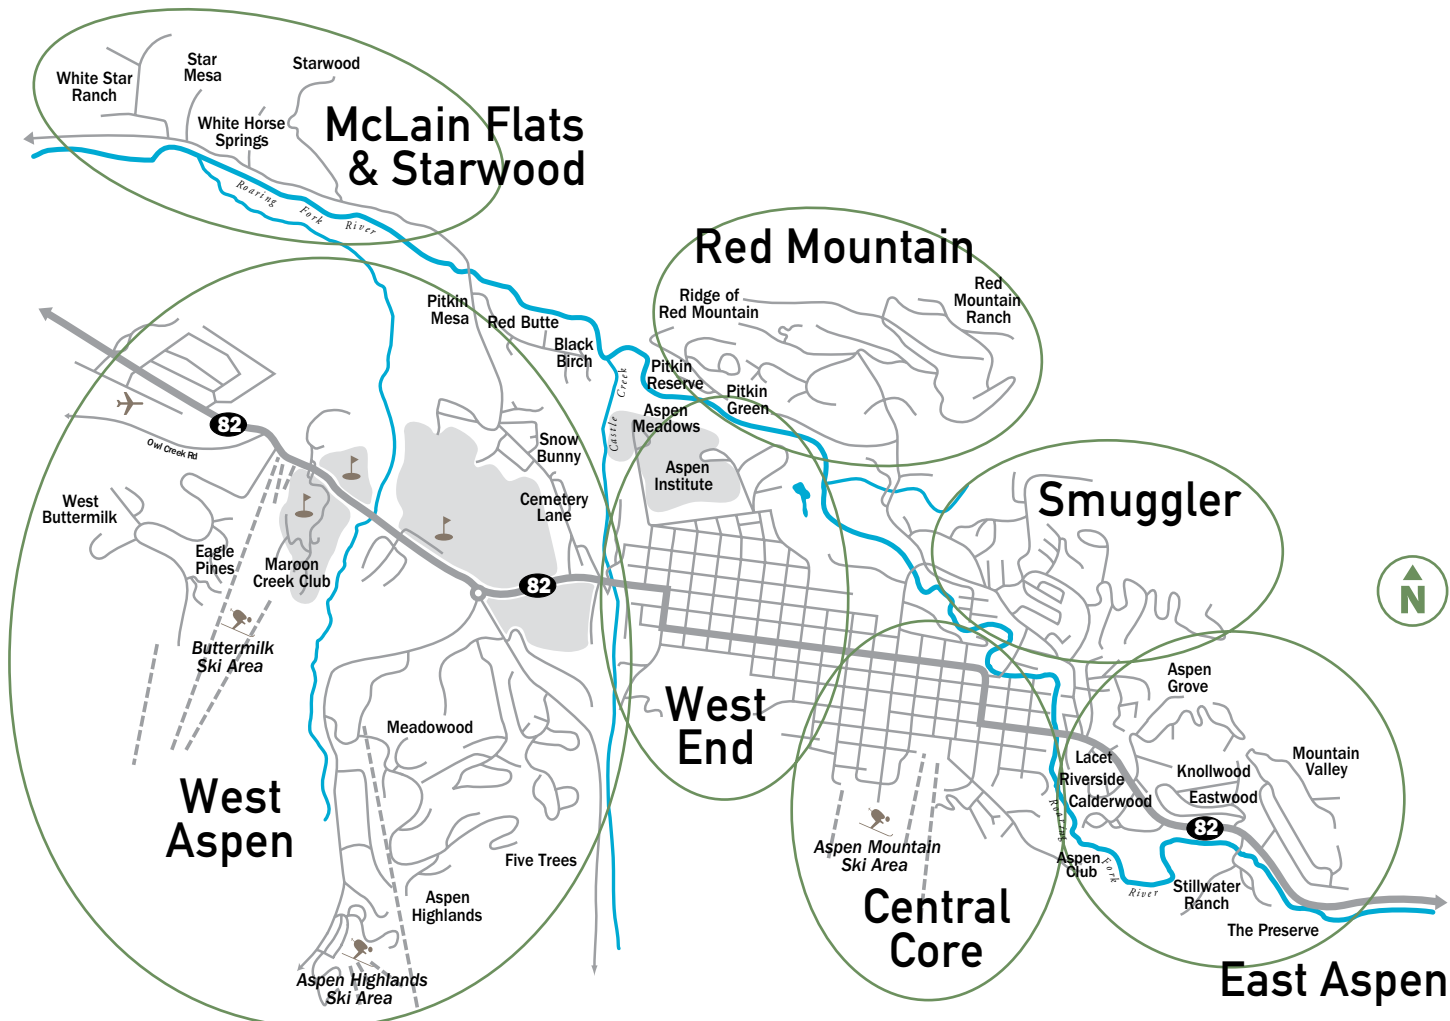 White Star
Ranch
Star
Mesa
Starwood
White Horse
Springs
McLain Flats
& Starwood
Roaring
Fork
River
Red Mountain
Ridge of
Red Mountain
Red
Mountain
Ranch
Pitkin
Mesa
Red Butte
Black
Birch
Pitkin
Reserve
Pitkin
Green
Castle
Creek
Aspen
Meadows
Aspen
Institute
82
Owl Creek Rd
Snow
Bunny
Cemetery
Lane
West
Buttermilk
Eagle
Pines
Maroon
Creek Club
82
Buttermilk
Ski Area
Smuggler
N
West
End
Meadowood
West
Aspen
Five Trees
Aspen
Highlands
Aspen Highlands
Ski Area
Aspen Mountain
Ski Area
Central
Core
Aspen
Grove
Lacet
Riverside
Calderwood
Knollwood
Eastwood
Mountain
Valley
82
Roaring
Fork
River
Aspen
Club
Stillwater
Ranch
The Preserve
East Aspen